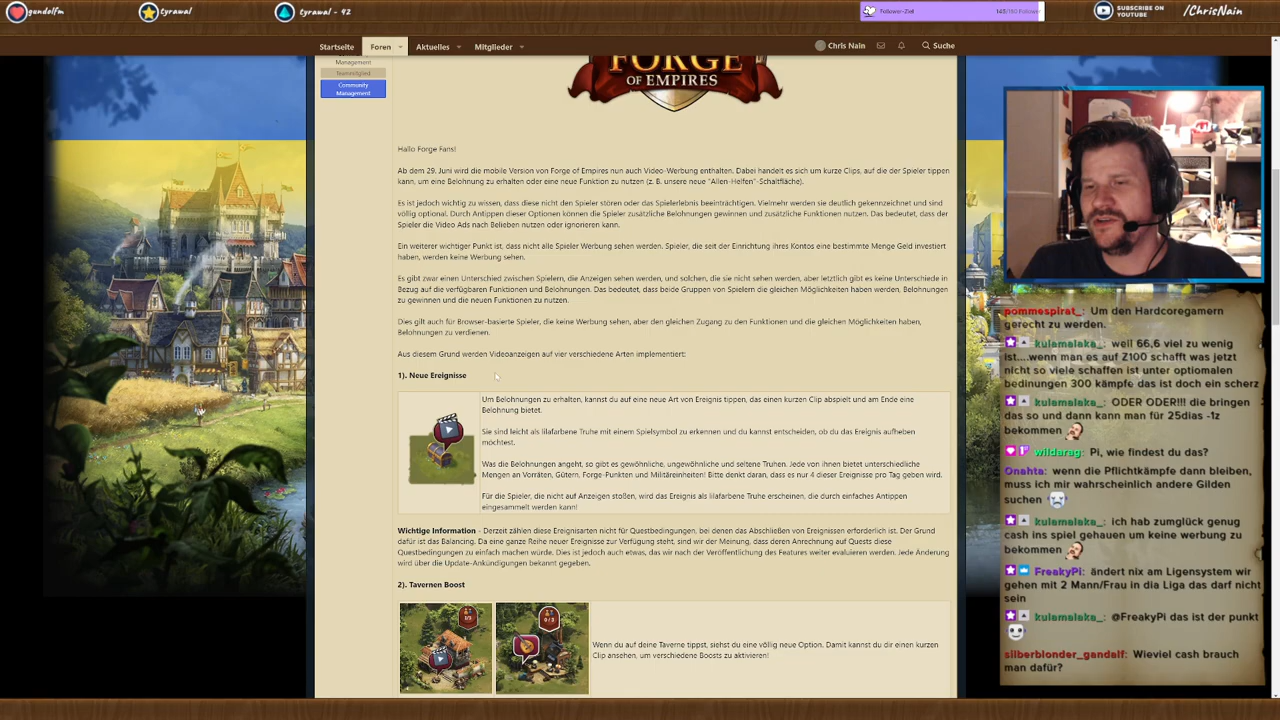 gundolfm
tyrawal
tyrawal - 92
Follower-Ziel
SUBSCRIBE ON
YOUTUBE
/ChrisNain
Startseite
Foren
Aktuelles
Mitglieder
Chris Nain
Suche
Management
Teammitglied
Community
Management
FORGE
OF EMPIRES
Hallo Forge Fans!
Ab dem 29. Juni wird die mobile Version von Forge of Empires nun auch Video-Werbung enthalten. Dabei handelt es sich um kurze Clips, auf die der Spieler tippen
kann, um eine Belohnung zu erhalten oder eine neue Funktion zu nutzen (z. B. unsere neue "Allen-Helfen"-Schaltfläche).
Es ist jedoch wichtig zu wissen, dass diese nicht den Spieler stören oder das Spielerlebnis beeinträchtigen. Vielmehr werden sie deutlich gekennzeichnet und sind
völlig optional. Durch Antippen dieser Optionen können die Spieler zusätzliche Belohnungen gewinnen und zusätzliche Funktionen nutzen. Das bedeutet, dass der
Spieler die Video Ads nach Belieben nutzen oder ignorieren kann.
Ein weiterer wichtiger Punkt ist, dass nicht alle Spieler Werbung sehen werden. Spieler, die seit der Einrichtung ihres Kontos eine bestimmte Menge Geld investiert
haben, werden keine Werbung sehen.
Es gibt zwar einen Unterschied zwischen Spielern, die Anzeigen sehen werden, und solchen, die sie nicht sehen werden, aber letztlich gibt es keine Unterschiede in
Bezug auf die verfügbaren Funktionen und Belohnungen. Das bedeutet, dass beide Gruppen von Spielern die gleichen Möglichkeiten haben werden, Belohnungen
zu gewinnen und die neuen Funktionen zu nutzen.
Dies gilt auch für Browser-basierte Spieler, die keine Werbung sehen, aber den gleichen Zugang zu den Funktionen und die gleichen Möglichkeiten haben,
Belohnungen zu verdienen.
Aus diesem Grund werden Videoanzeigen auf vier verschiedene Arten implementiert:
1). Neue Ereignisse
Um Belohnungen zu erhalten, kannst du auf eine neue Art von Ereignis tippen, das einen kurzen Clip abspielt und am Ende eine
Belohnung bietet.
Sie sind leicht als lilafarbene Truhe mit einem Spielsymbol zu erkennen und du kannst entscheiden, ob du das Ereignis aufheben
möchtest.
Was die Belohnungen angeht, so gibt es gewöhnliche, ungewöhnliche und seltene Truhen. Jede von ihnen bietet unterschiedliche
Mengen an Vorräten, Gütern, Forge-Punkten und Militäreinheiten! Bitte denkt daran, dass es nur 4 dieser Ereignisse pro Tag geben wird.
Für die Spieler, die nicht auf Anzeigen stoßen, wird das Ereignis als lilafarbene Truhe erscheinen, die durch einfaches Antippen
eingesammelt werden kann!
Wichtige Information - Derzeit zählen diese Ereignisarten nicht für Questbedingungen, bei denen das Abschließen von Ereignissen erforderlich ist. Der Grund
dafür ist das Balancing. Da eine ganze Reihe neuer Ereignisse zur Verfügung steht, sind wir der Meinung, dass deren Anrechnung auf Quests diese
Questbedingungen zu einfach machen würde. Dies ist jedoch auch etwas, das wir nach der Veröffentlichung des Features weiter evaluieren werden. Jede Änderung
wird über die Update-Ankündigungen bekannt gegeben.
2). Tavernen Boost
Wenn du auf deine Taverne tippst, siehst du eine völlig neue Option. Damit kannst du dir einen kurzen
Clip ansehen, um verschiedene Boosts zu aktivieren!
pommespirat_: Um den Hardcoregamern
gerecht zu werden.
kulamalaka_: weil 66,6 viel zu wenig
ist....wenn man es auf Z100 schafft was jetzt
nicht so viele schaffen ist unter optiomalen
bedinungen 300 kämpfe das ist doch ein scherz
kulamalaka_: ODER ODER!!! die bringen
das so und dann kann man für 25dias -1z
bekommen
wildarag: Pi, wie findest du das?
Onahta: wenn die Pflichtkämpfe dann bleiben,
muss ich mir wahrscheinlich andere Gilden
suchen
kulamalaka_: ich hab zumglück genug
cash ins spiel gehauen um keine werbung zu
bekommen
FreakyPi: ändert nix am Ligensystem wir
gehen mit 2 Mann/Frau in dia Liga das darf nicht
sein
kulamalaka_: @FreakyPi das ist der punkt
silberblonder_gandalf: Wieviel cash brauch
man dafür?